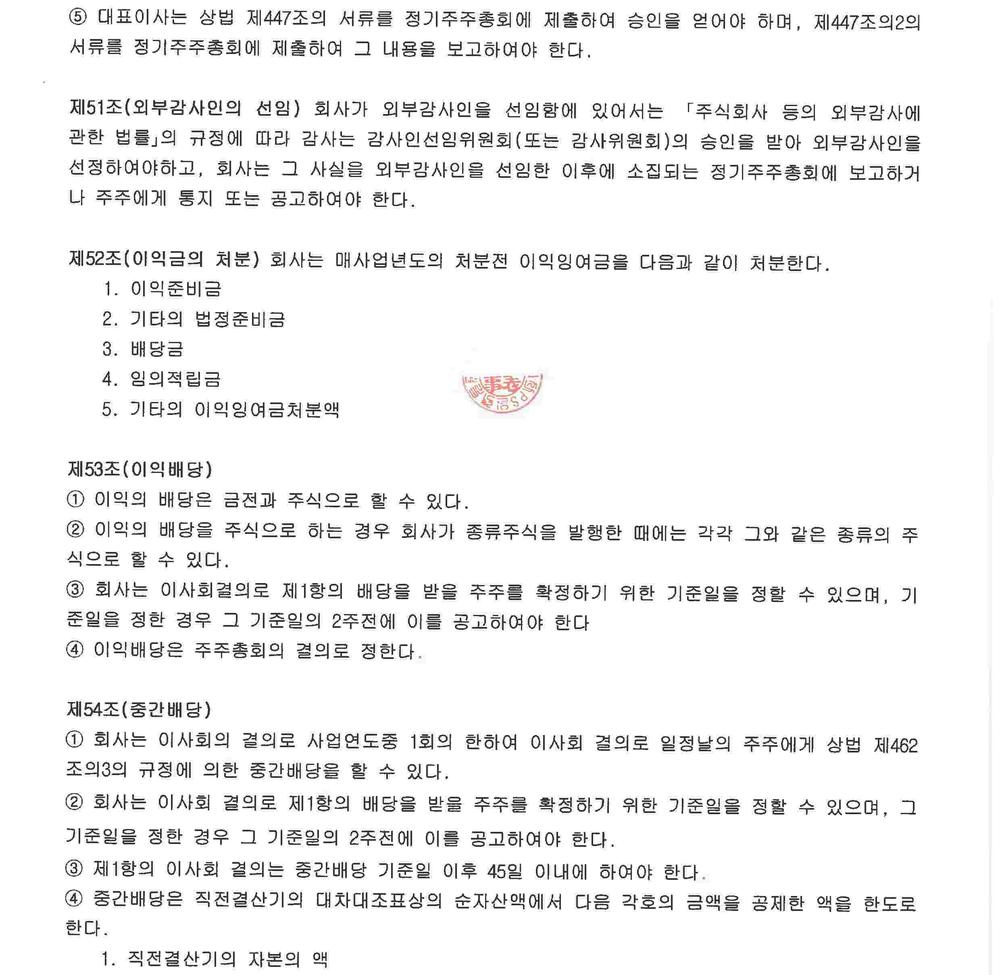 ⑤ 대표이사는 상법 제447조의 서류를 정기주주총회에 제출하여 승인을 얻어야 하며, 제447조의2의
서류를 정기주주총회에 제출하여 그 내용을 보고하여야 한다.
제51조(외부감사인의 선임) 회사가 외부감사인을 선임함에 있어서는 「주식회사 등의 외부감사에
관한 법률」의 규정에 따라 감사는 감사인선임위원회(또는 감사위원회)의 승인을 받아 외부감사인을
선정하여야하고, 회사는 그 사실을 외부감사인을 선임한 이후에 소집되는 정기주주총회에 보고하거
나 주주에게 통지 또는 공고하여야 한다.
제52조(이익금의 처분) 회사는 매사업년도의 처분전 이익잉여금을 다음과 같이 처분한다.
1. 이익준비금
2. 기타의 법정준비금
3. 배당금
4. 임의적립금
5. 기타의 이익잉여금처분액
제53조(이익배당)
① 이익의 배당은 금전과 주식으로 할 수 있다.
② 이익의 배당을 주식으로 하는 경우 회사가 종류주식을 발행한 때에는 각각 그와 같은 종류의 주
식으로 할 수 있다.
③ 회사는 이사회결의로 제1항의 배당을 받을 주주를 확정하기 위한 기준일을 정할 수 있으며, 기
준일을 정한 경우 그 기준일의 2주전에 이를 공고하여야 한다
④ 이익배당은 주주총회의 결의로 정한다.
제54조(중간배당)
① 회사는 이사회의 결의로 사업연도중 1회의 한하여 이사회 결의로 일정날의 주주에게 상법 제462
조의3의 규정에 의한 중간배당을 할 수 있다.
② 회사는 이사회 결의로 제1항의 배당을 받을 주주를 확정하기 위한 기준일을 정할 수 있으며, 그
기준일을 정한 경우 그 기준일의 2주전에 이를 공고하여야 한다.
③ 제1항의 이사회 결의는 중간배당 기준일 이후 45일 이내에 하여야 한다.
④ 중간배당은 직전결산기의 대차대조표상의 순자산액에서 다음 각호의 금액을 공제한 액을 한도로
한다.
1. 직전결산기의 자본의 액